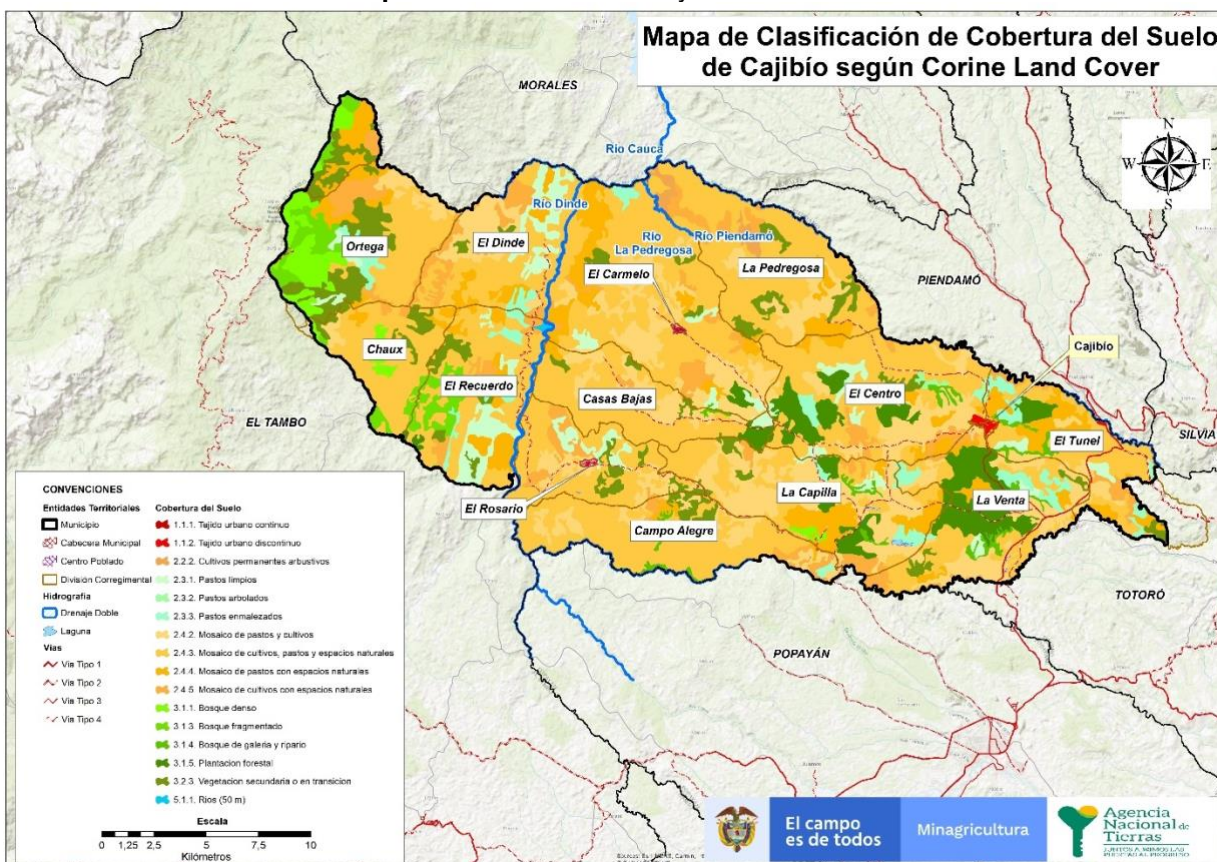 Mapa de Clasificación de Cobertura del Suelo
de Cajibío según Corine Land Cover
MORALES
N
W E
S
Río Cauca
Río Dinde
Ortega
El Dinde
Río
La Pedregosa
Río Piendamó
El Carmelo
La Pedregosa
PIENDAMÓ
Cajibío
Chaux
El Recuerdo
Casas Bajas
El Centro
EL TAMBO
SILVIA
El Tunel
La Capilla
La Venta
El Rosario
Campo Alegre
TOTORÓ
POPAYÁN
CONVENCIONES
Entidades Territoriales
Municipio
Cabecera Municipal
Centro Poblado
División Corregimental
Hidrografía
Drenaje Doble
Laguna
Vías
Vía Tipo 1
Vía Tipo 2
Vía Tipo 3
Vía Tipo 4
Cobertura del Suelo
1.1.1. Tejido urbano continuo
1.1.2. Tejido urbano discontinuo
2.2.2. Cultivos permanentes arbustivos
2.3.1. Pastos limpios
2.3.2. Pastos arbolados
2.3.3. Pastos enmalezados
2.4.2. Mosaico de pastos y cultivos
2.4.3. Mosaico de cultivos, pastos y espacios naturales
2.4.4. Mosaico de pastos con espacios naturales
2.4.5. Mosaico de cultivos con espacios naturales
3.1.1. Bosque denso
3.1.3. Bosque fragmentado
3.1.4. Bosque de galeria y ripario
3.1.5. Plantacion forestal
3.2.3. Vegetacion secundaria o en transicion
5.1.1. Rios (50 m)
Escala
0 1,25 2,5 5 7,5 10
Kilómetros
El campo
es de todos
Minagricultura
Agencia
Nacional de
Tierras